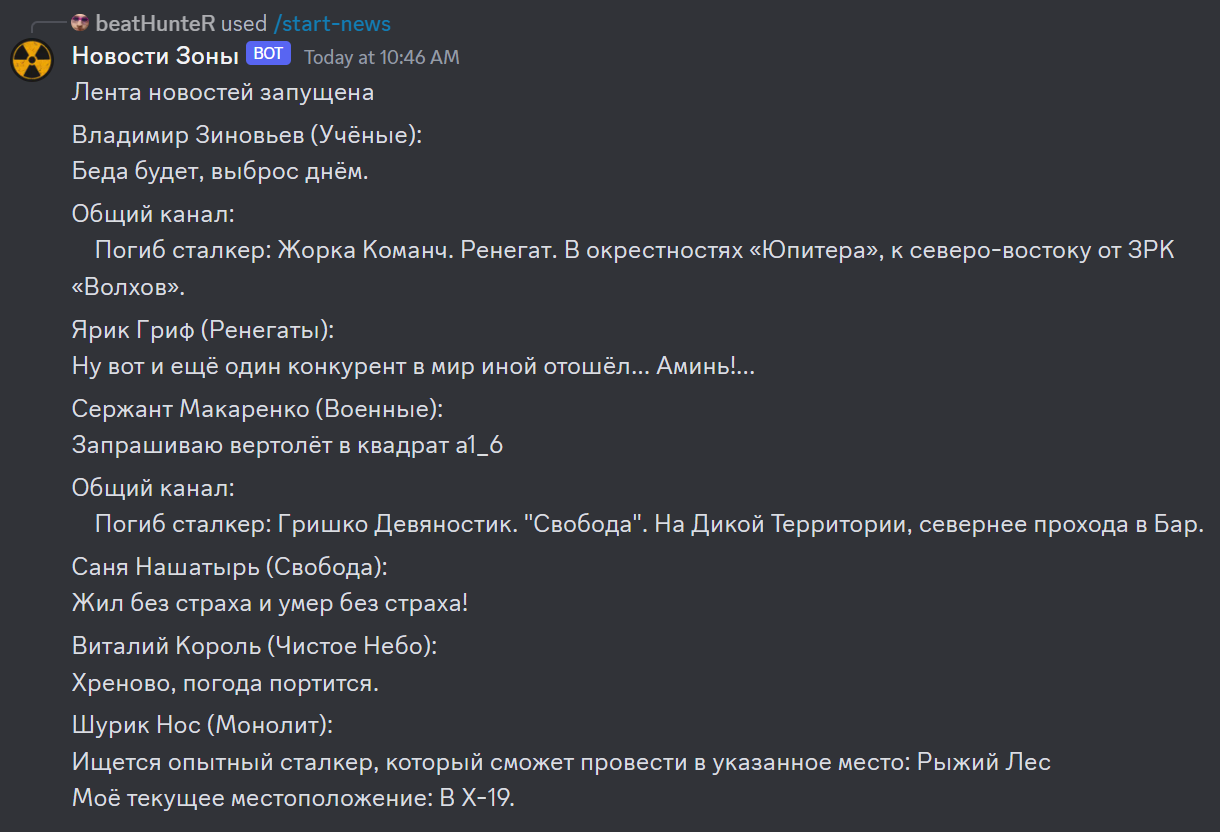 beatHunteR used /start-news
Новости Зоны BOT Today at 10:46 AM
Лента новостей запущена
Владимир Зиновьев (Учёные):
Беда будет, выброс днём.
Общий канал:
Погиб сталкер: Жорка Команч. Ренегат. В окрестностях «Юпитера», к северо-востоку от ЗРК
«Волхов».
Ярик Гриф (Ренегаты):
Ну вот и ещё один конкурент в мир иной отошёл... Аминь!...
Сержант Макаренко (Военные):
Запрашиваю вертолёт в квадрат a1_6
Общий канал:
Погиб сталкер: Гришко Девяностик. "Свобода". На Дикой Территории, севернее прохода в Бар.
Саня Нашатырь (Свобода):
Жил без страха и умер без страха!
Виталий Король (Чистое Небо):
Хреново, погода портится.
Шурик Нос (Монолит):
Ищется опытный сталкер, который сможет провести в указанное место: Рыжий Лес
Моё текущее местоположение: В X-19.